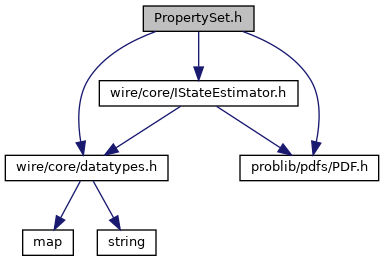 PropertySet.h
wire/core/IStateEstimator.h
wire/core/datatypes.h
problib/pdfs/PDF.h
map
string